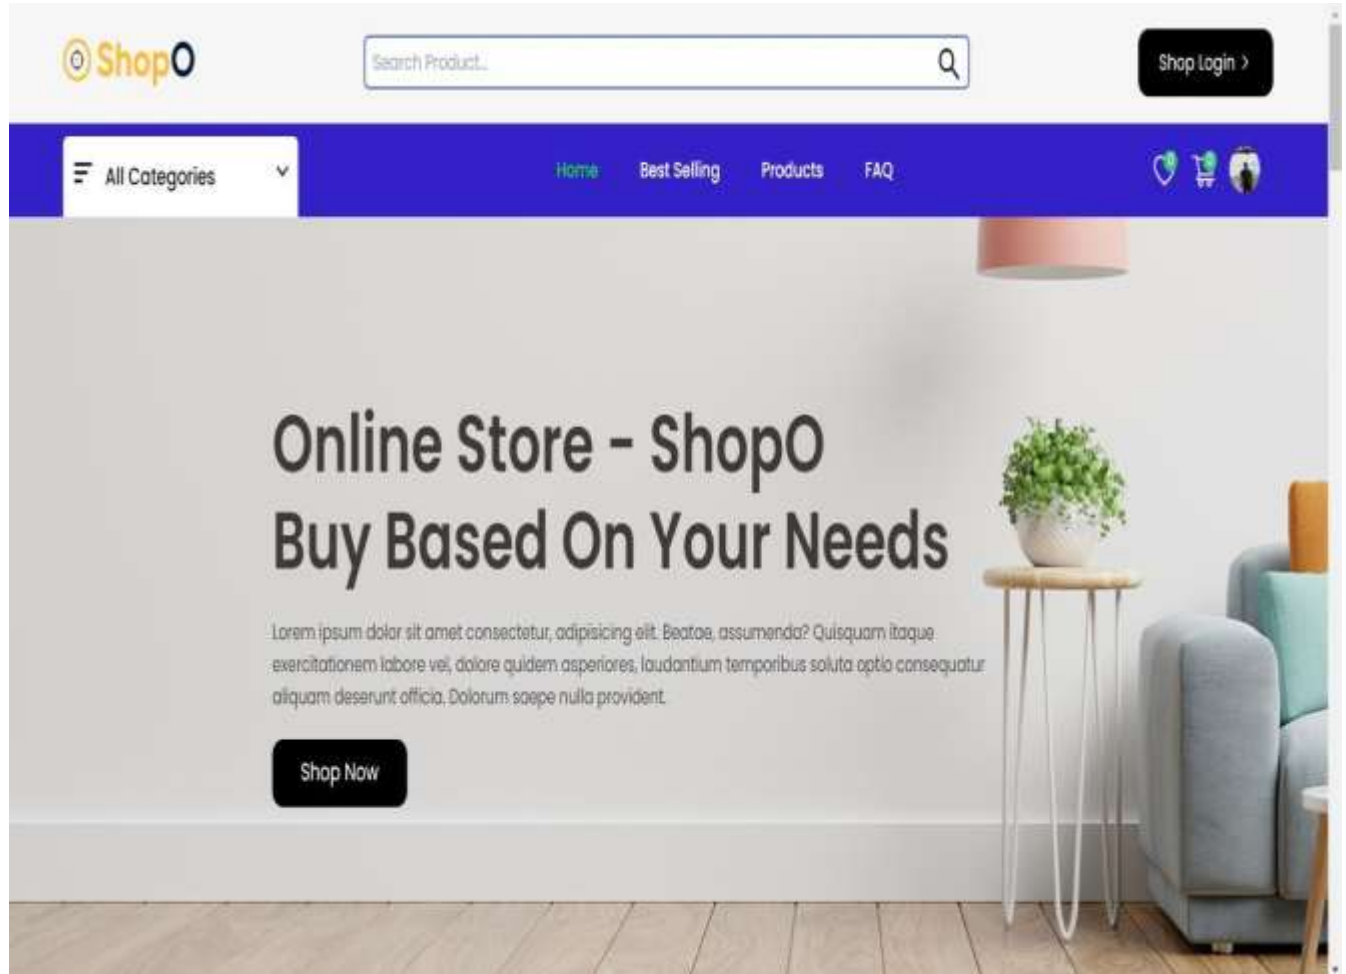 ShopO
Search Product...
Shop Login >
All Categories
Home
Best Selling
Products
FAQ
Online Store - ShopO
Buy Based On Your Needs
Lorem ipsum dolor sit amet consectetur, adipisicing elit. Beatae, assumenda? Quisquam itaque
exercitationem labore vel, dolore quidem asperiores, laudantium temporibus soluta optio consequatur
aliquam deserunt officia. Dolorum saepe nulla provident.
Shop Now